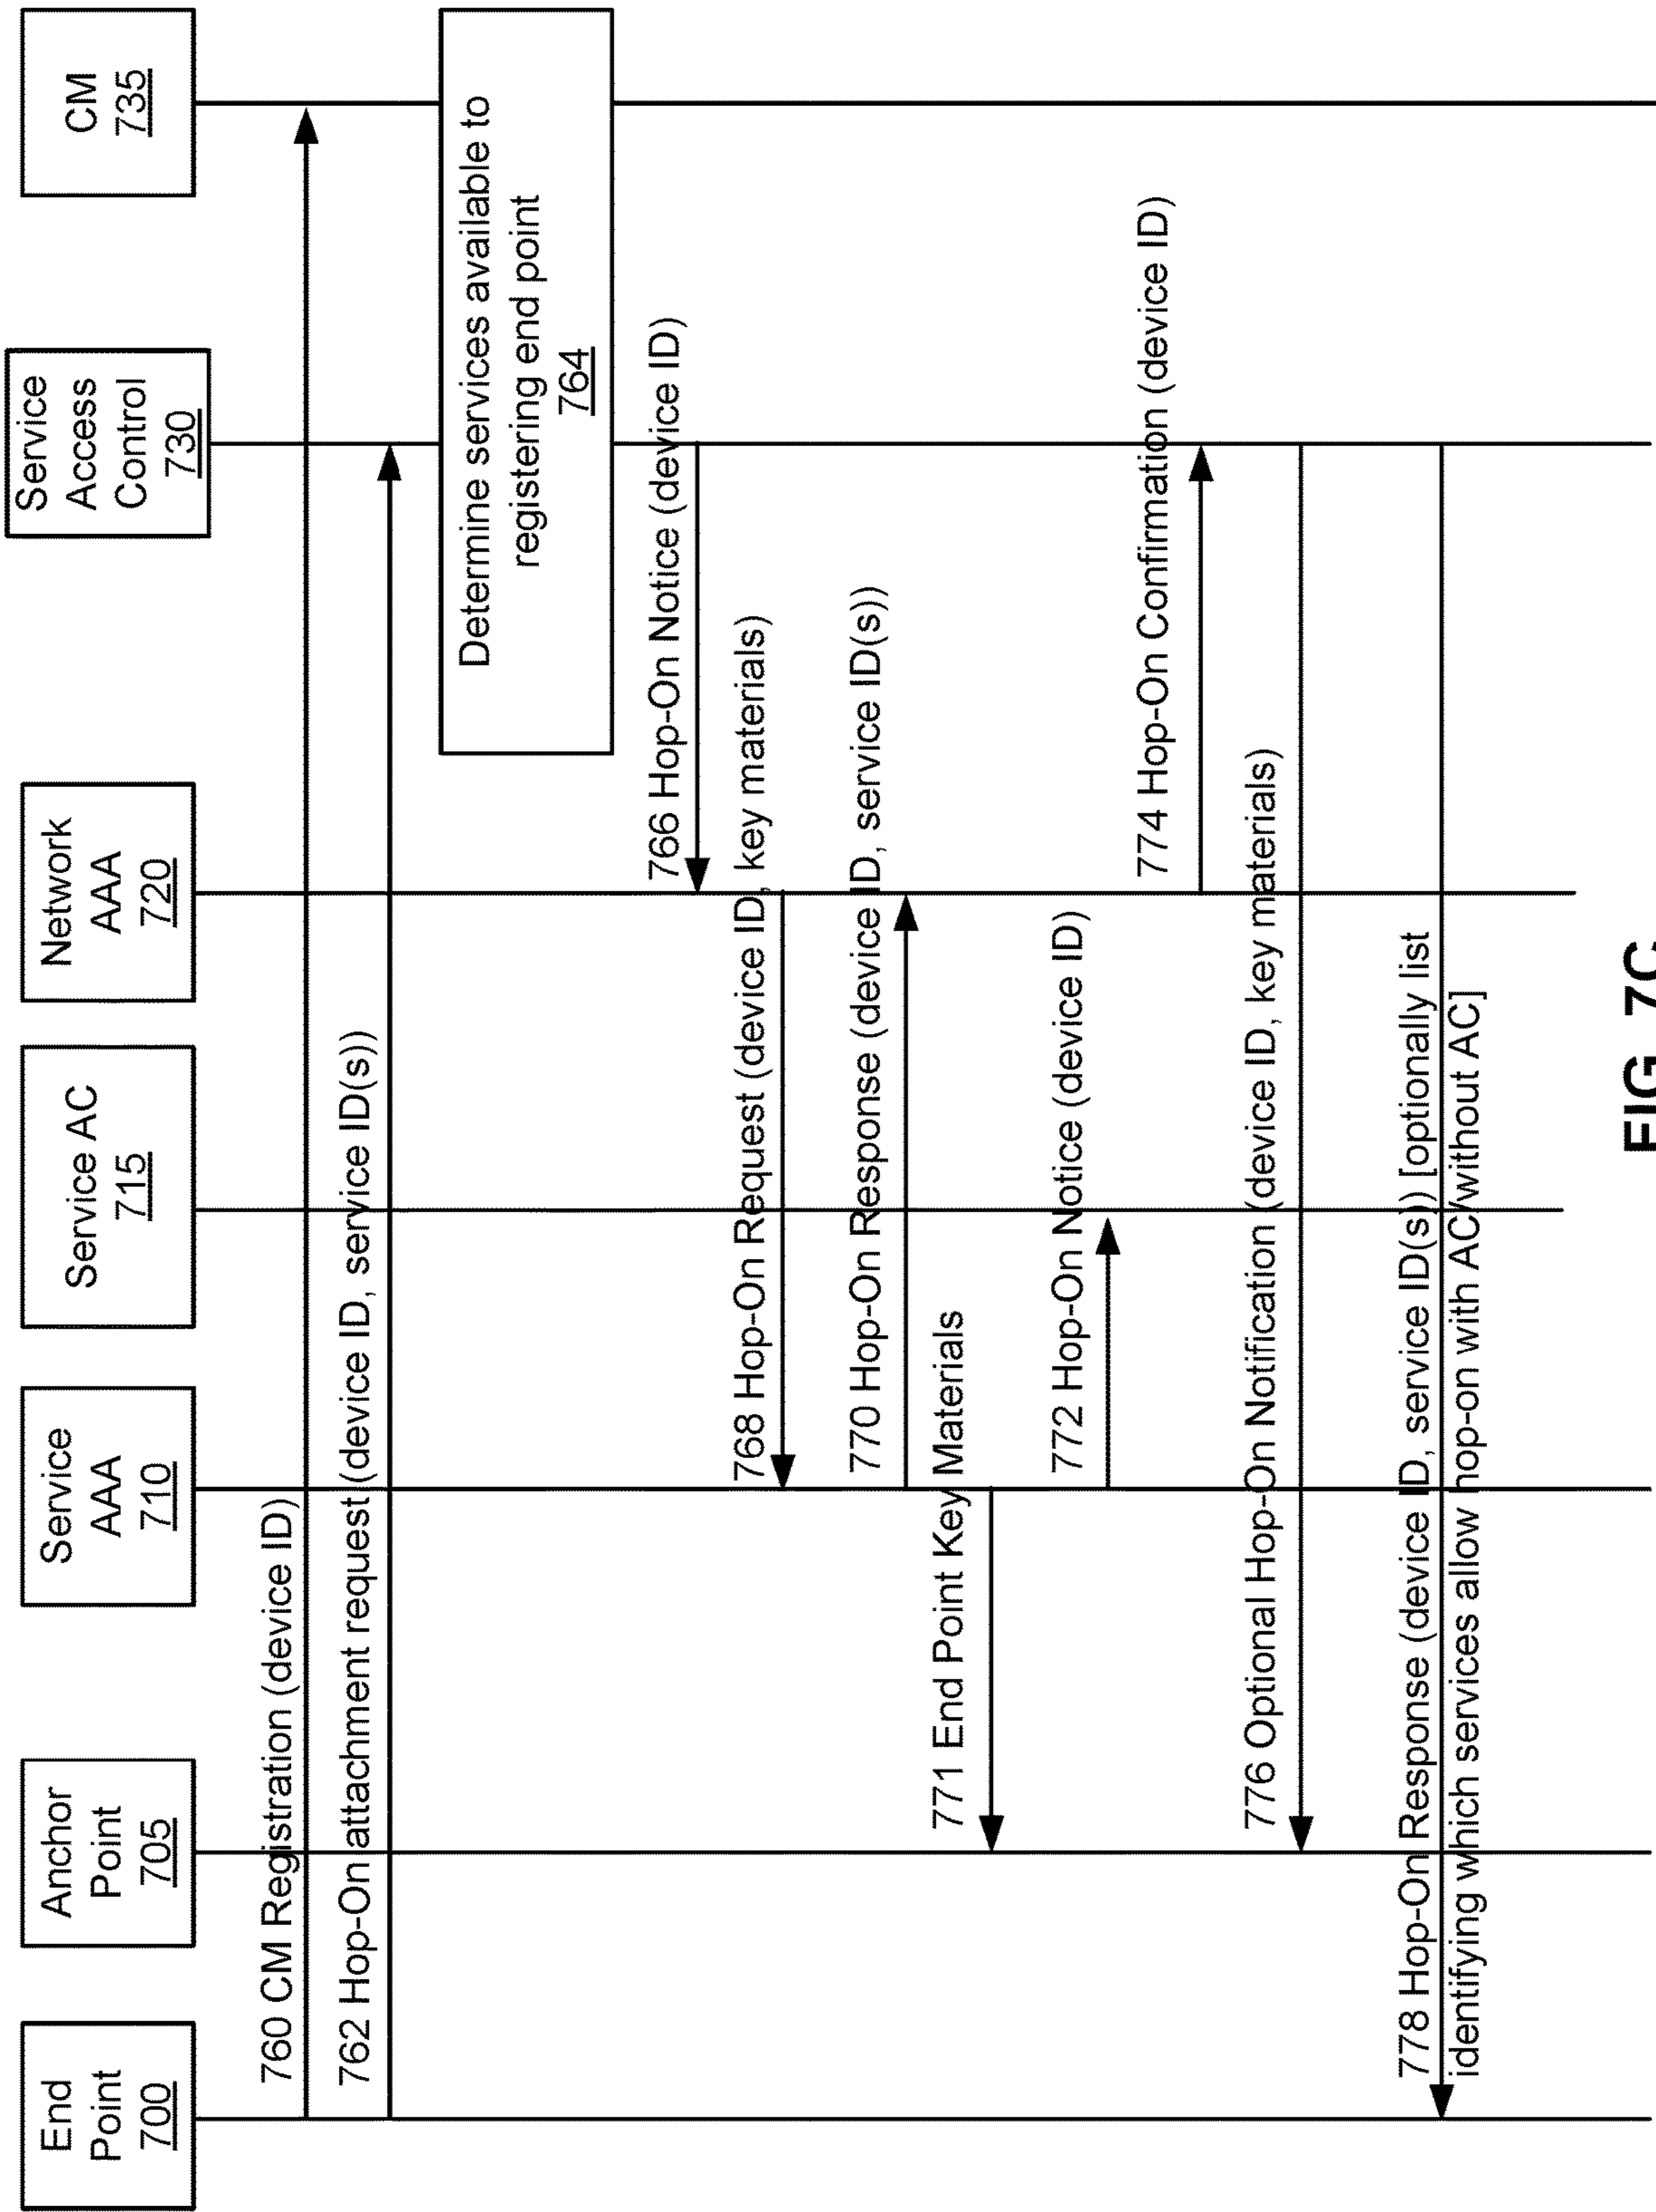 End
Point
700
Anchor
Point
705
Service
AAA
710
Service AC
715
Network
AAA
720
Service
Access
Control
730
CM
735
760 CM Registration (device ID)
762 Hop-On attachment request (device ID, service ID(s))
Determine services available to
registering end point
764
766 Hop-On Notice (device ID)
768 Hop-On Request (device ID, key materials)
770 Hop-On Response (device ID, service ID(s))
771 End Point Key Materials
772 Hop-On Notice (device ID)
774 Hop-On Confirmation (device ID)
776 Optional Hop-On Notification (device ID, key materials)
778 Hop-On Response (device ID, service ID(s)) [optionally list
identifying which services allow hop-on with AC/without AC]
FIG. 7C